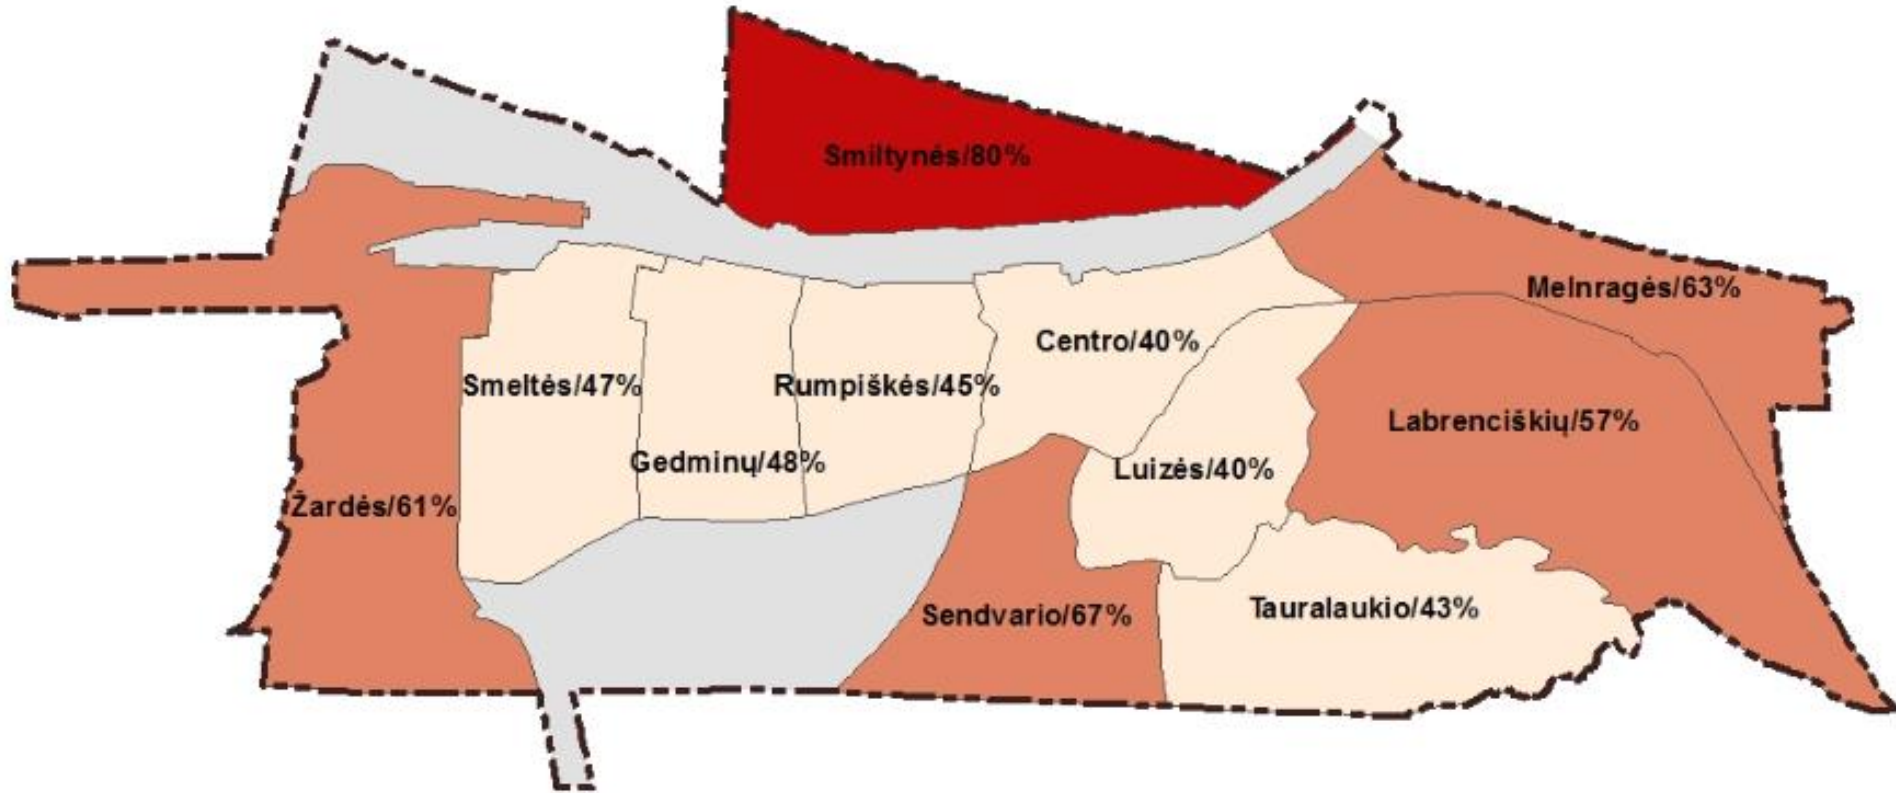 Smiltynės/80%
Melnragės/63%
Centro/40%
Smeltės/47%
Rumpiškės/45%
Labrenciškių/57%
Gedminų/48%
Luizės/40%
Žardės/61%
Sendvario/67%
Tauralaukio/43%